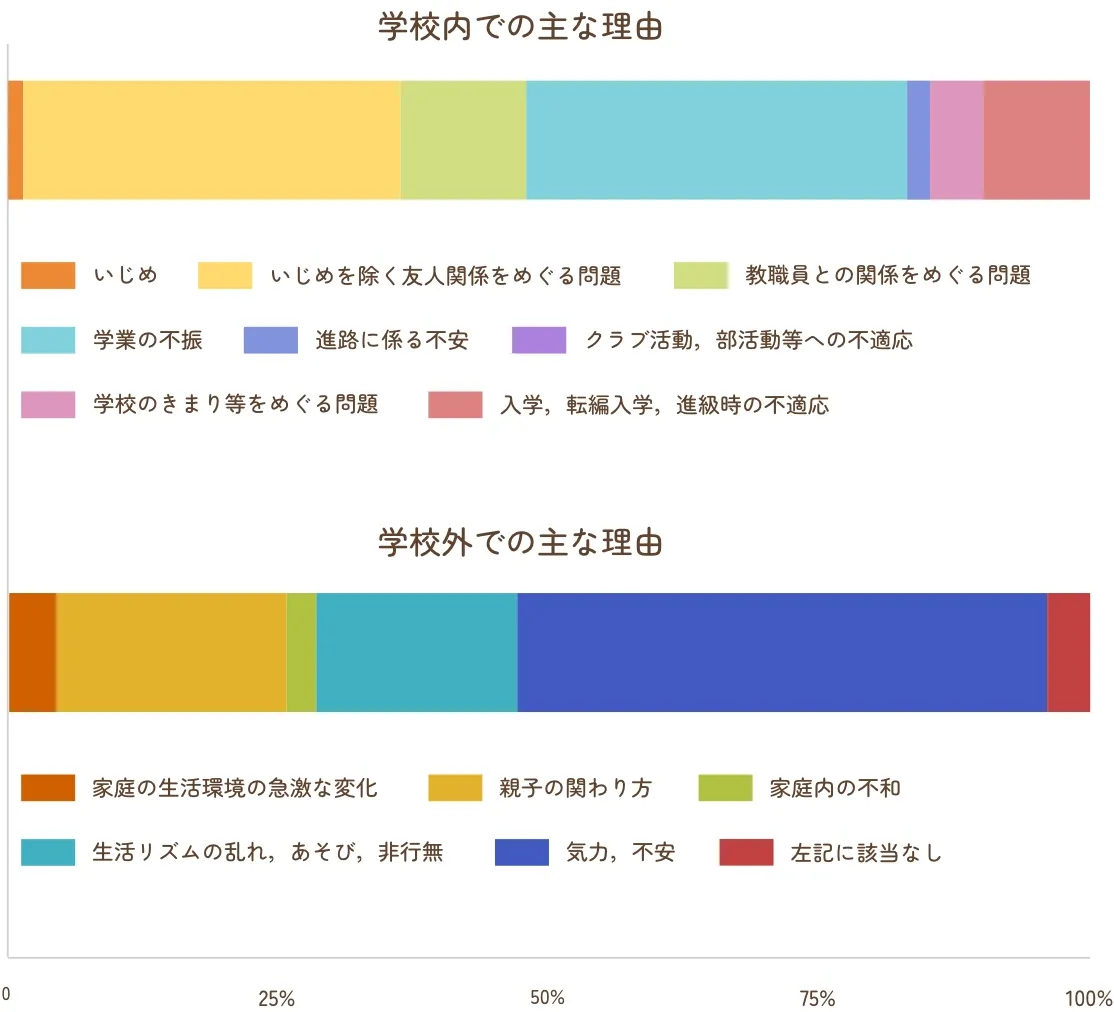 学校内での主な理由
いじめ いじめを除く友人関係をめぐる問題 教職員との関係をめぐる問題
学業の不振 進路に係る不安 クラブ活動，部活動等への不適応
学校のきまり等をめぐる問題 入学，転編入学，進級時の不適応
学校外での主な理由
家庭の生活環境の急激な変化 親子の関わり方 家庭内の不和
生活リズムの乱れ，あそび，非行無 気力，不安 左記に該当なし
0 25% 50% 75% 100%